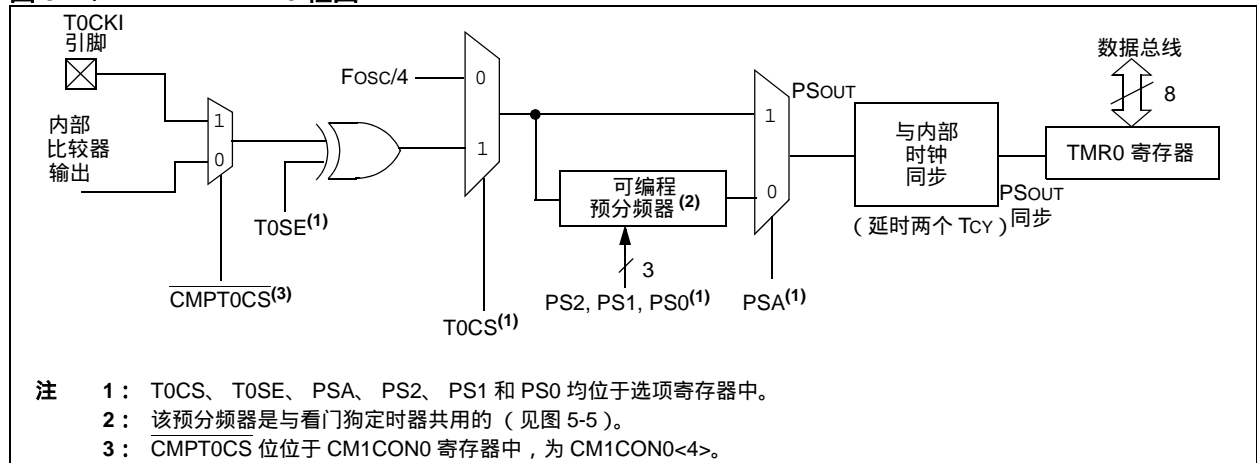 T0CKI
引脚
内部
比较器
输出
1
0
CMPT0CS(3)
T0SE(1)
FOSC/4
0
1
T0CS(1)
可编程
预分频器(2)
3
PS2, PS1, PS0(1)
1
0
PSA(1)
PSOUT
与内部
时钟
同步
(延时两个 TCY)
PSOUT
同步
数据总线
8
TMR0 寄存器
注 1： T0CS、 T0SE、 PSA、 PS2、 PS1 和 PS0 均位于选项寄存器中。
2： 该预分频器是与看门狗定时器共用的 （见图 5-5）。
3： CMPT0CS 位位于 CM1CON0 寄存器中，为 CM1CON0<4>。